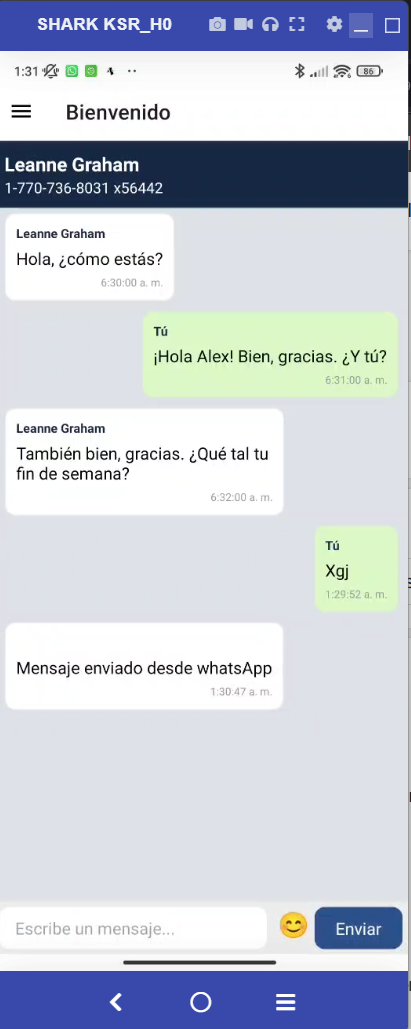 SHARK KSR_H0
1:31
86
Bienvenido
Leanne Graham
1-770-736-8031 x56442
Leanne Graham
Hola, ¿cómo estás?
6:30:00 a. m.
Tú
¡Hola Alex! Bien, gracias. ¿Y tú?
6:31:00 a. m.
Leanne Graham
También bien, gracias. ¿Qué tal tu
fin de semana?
6:32:00 a. m.
Tú
Xgj
1:29:52 a. m.
Mensaje enviado desde whatsApp
1:30:47 a. m.
Escribe un mensaje...
Enviar